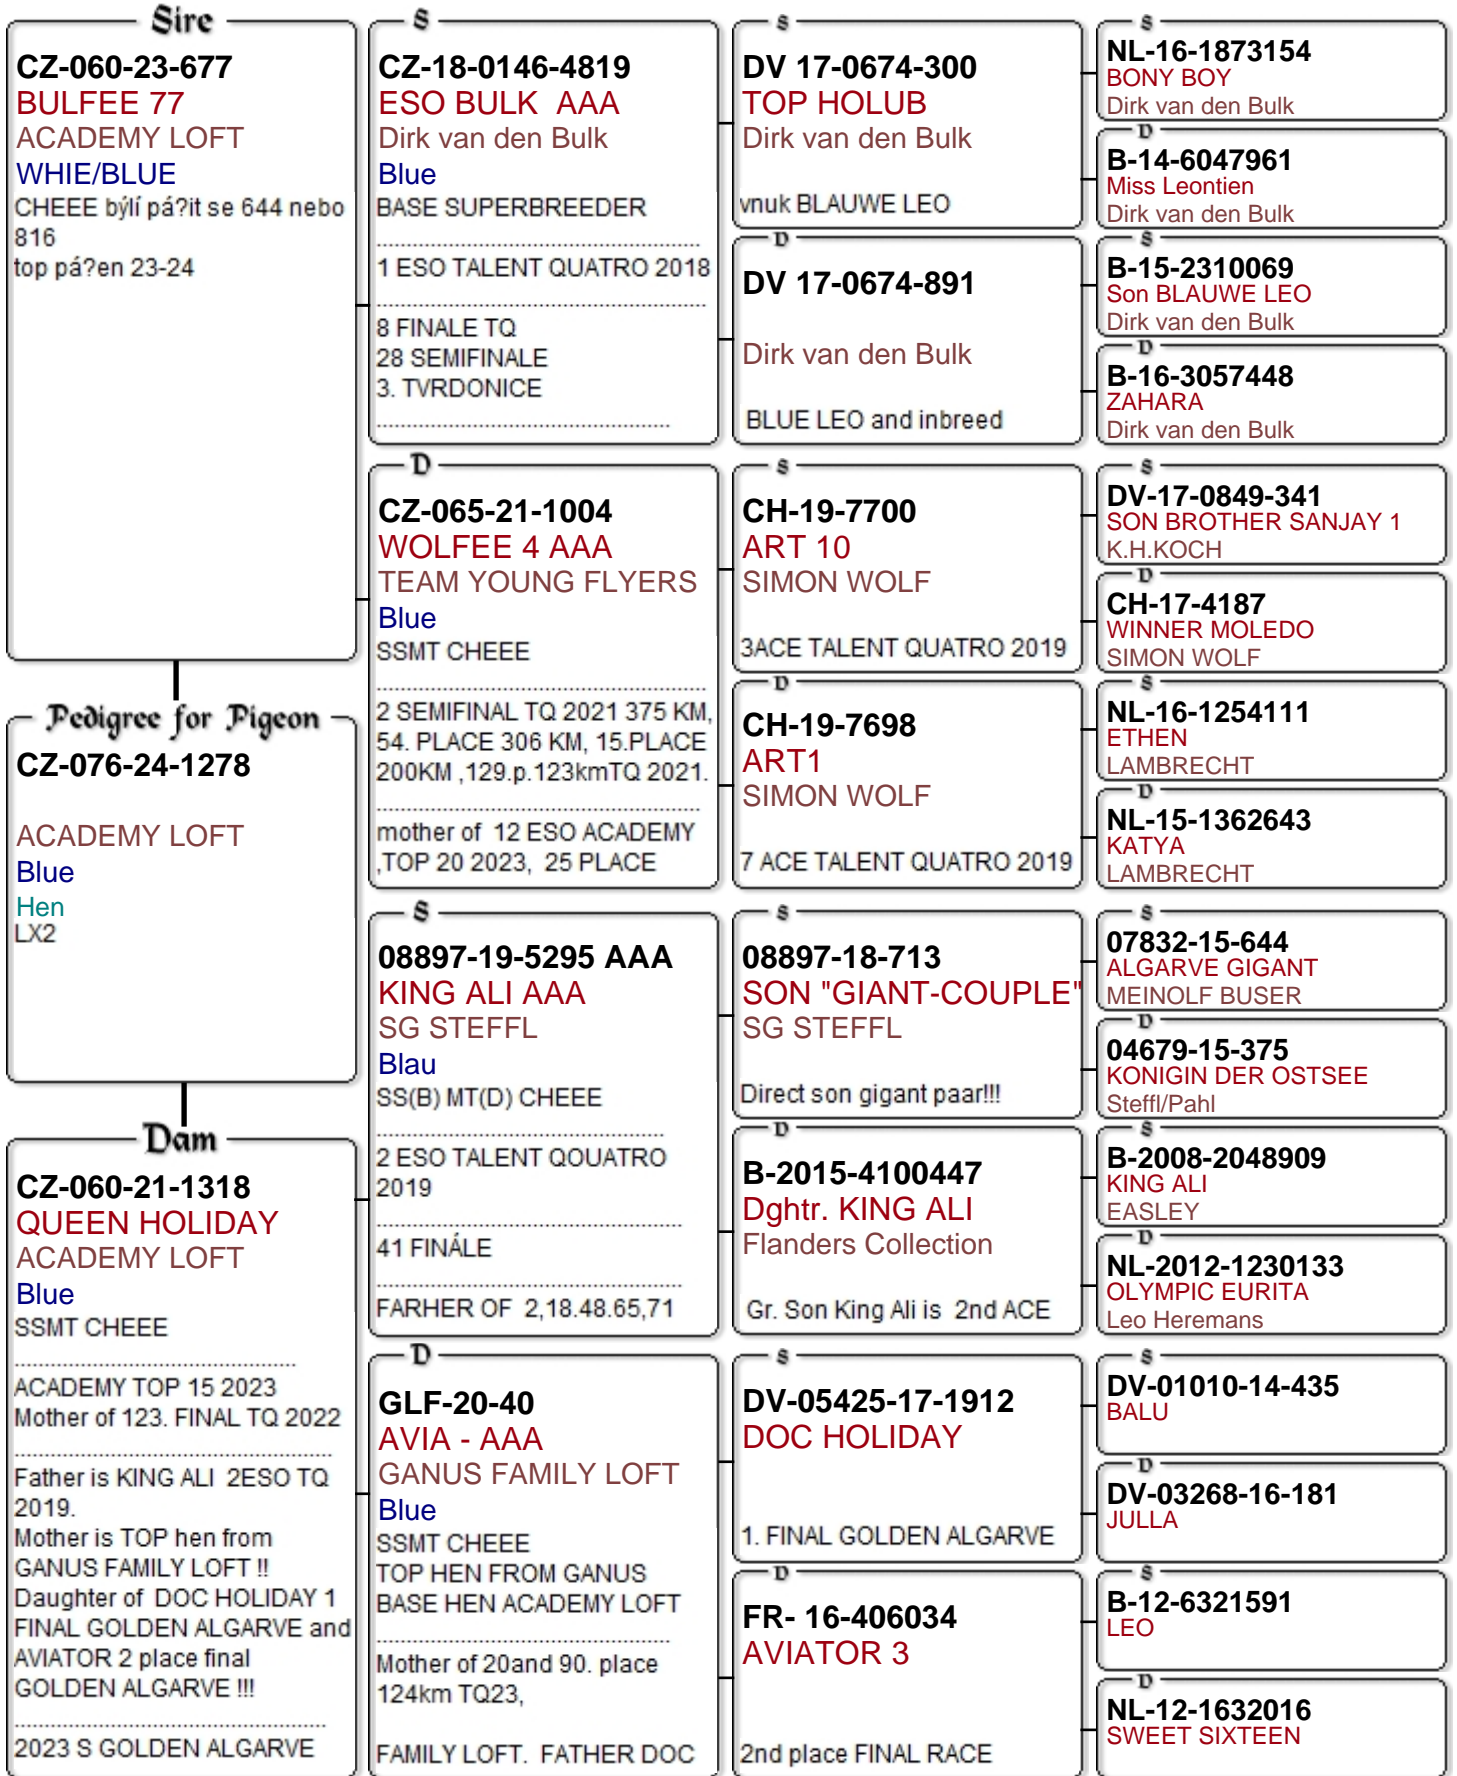 Sire
CZ-060-23-677
BULFEE 77
ACADEMY LOFT
WHIE/BLUE
CHEEE býlí pá?it se 644 nebo
816
top pá?en 23-24
Pedigree for Pigeon
CZ-076-24-1278
ACADEMY LOFT
Blue
Hen
LX2
Dam
CZ-060-21-1318
QUEEN HOLIDAY
ACADEMY LOFT
Blue
SSMT CHEEE
ACADEMY TOP 15 2023
Mother of 123. FINAL TQ 2022
Father is KING ALI 2ESO TQ
2019.
Mother is TOP hen from
GANUS FAMILY LOFT !!
Daughter of DOC HOLIDAY 1
FINAL GOLDEN ALGARVE and
AVIATOR 2 place final
GOLDEN ALGARVE !!!
2023 S GOLDEN ALGARVE
S
CZ-18-0146-4819
ESO BULK AAA
Dirk van den Bulk
Blue
BASE SUPERBREEDER
1 ESO TALENT QUATRO 2018
8 FINALE TQ
28 SEMIFINALE
3. TVRDONICE
D
CZ-065-21-1004
WOLFEE 4 AAA
TEAM YOUNG FLYERS
Blue
SSMT CHEEE
2 SEMIFINAL TQ 2021 375 KM,
54. PLACE 306 KM, 15.PLACE
200KM ,129.p.123kmTQ 2021.
mother of 12 ESO ACADEMY
,TOP 20 2023, 25 PLACE
S
08897-19-5295 AAA
KING ALI AAA
SG STEFFL
Blau
SS(B) MT(D) CHEEE
2 ESO TALENT QOUATRO
2019
41 FINÁLE
FARHER OF 2,18.48.65,71
D
GLF-20-40
AVIA - AAA
GANUS FAMILY LOFT
Blue
SSMT CHEEE
TOP HEN FROM GANUS
BASE HEN ACADEMY LOFT
Mother of 20and 90. place
124km TQ23,
FAMILY LOFT. FATHER DOC
S
DV 17-0674-300
TOP HOLUB
Dirk van den Bulk
vnuk BLAUWE LEO
D
DV 17-0674-891
Dirk van den Bulk
BLUE LEO and inbreed
S
CH-19-7700
ART 10
SIMON WOLF
3ACE TALENT QUATRO 2019
D
CH-19-7698
ART1
SIMON WOLF
7 ACE TALENT QUATRO 2019
S
08897-18-713
SON "GIANT-COUPLE"
SG STEFFL
Direct son gigant paar!!!
D
B-2015-4100447
Dghtr. KING ALI
Flanders Collection
Gr. Son King Ali is 2nd ACE
S
DV-05425-17-1912
DOC HOLIDAY
1. FINAL GOLDEN ALGARVE
D
FR- 16-406034
AVIATOR 3
2nd place FINAL RACE
S
NL-16-1873154
BONY BOY
Dirk van den Bulk
D
B-14-6047961
Miss Leontien
Dirk van den Bulk
S
B-15-2310069
Son BLAUWE LEO
Dirk van den Bulk
D
B-16-3057448
ZAHARA
Dirk van den Bulk
S
DV-17-0849-341
SON BROTHER SANJAY 1
K.H.KOCH
D
CH-17-4187
WINNER MOLEDO
SIMON WOLF
S
NL-16-1254111
ETHEN
LAMBRECHT
D
NL-15-1362643
KATYA
LAMBRECHT
S
07832-15-644
ALGARVE GIGANT
MEINOLF BUSER
D
04679-15-375
KONIGIN DER OSTSEE
Steffl/Pahl
S
B-2008-2048909
KING ALI
EASLEY
D
NL-2012-1230133
OLYMPIC EURITA
Leo Heremans
S
DV-01010-14-435
BALU
D
DV-03268-16-181
JULLA
S
B-12-6321591
LEO
D
NL-12-1632016
SWEET SIXTEEN